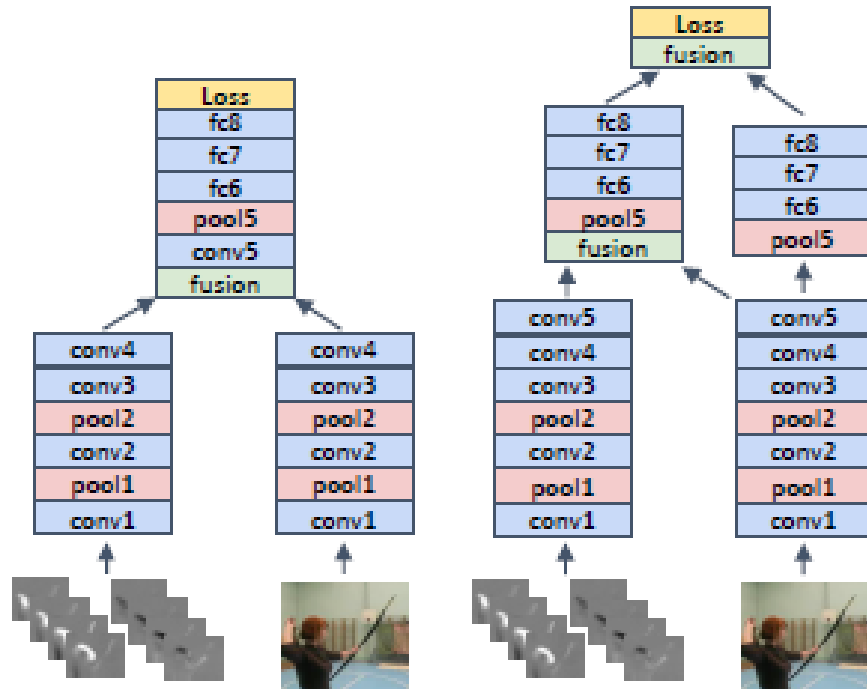 Loss
fc8
fc7
fc6
pool5
conv5
fusion
conv4
conv3
pool2
conv2
pool1
conv1
conv4
conv3
pool2
conv2
pool1
conv1
Loss
fusion
fc8
fc7
fc6
pool5
fusion
fc8
fc7
fc6
pool5
conv5
conv4
conv3
pool2
conv2
pool1
conv1
conv5
conv4
conv3
pool2
conv2
pool1
conv1